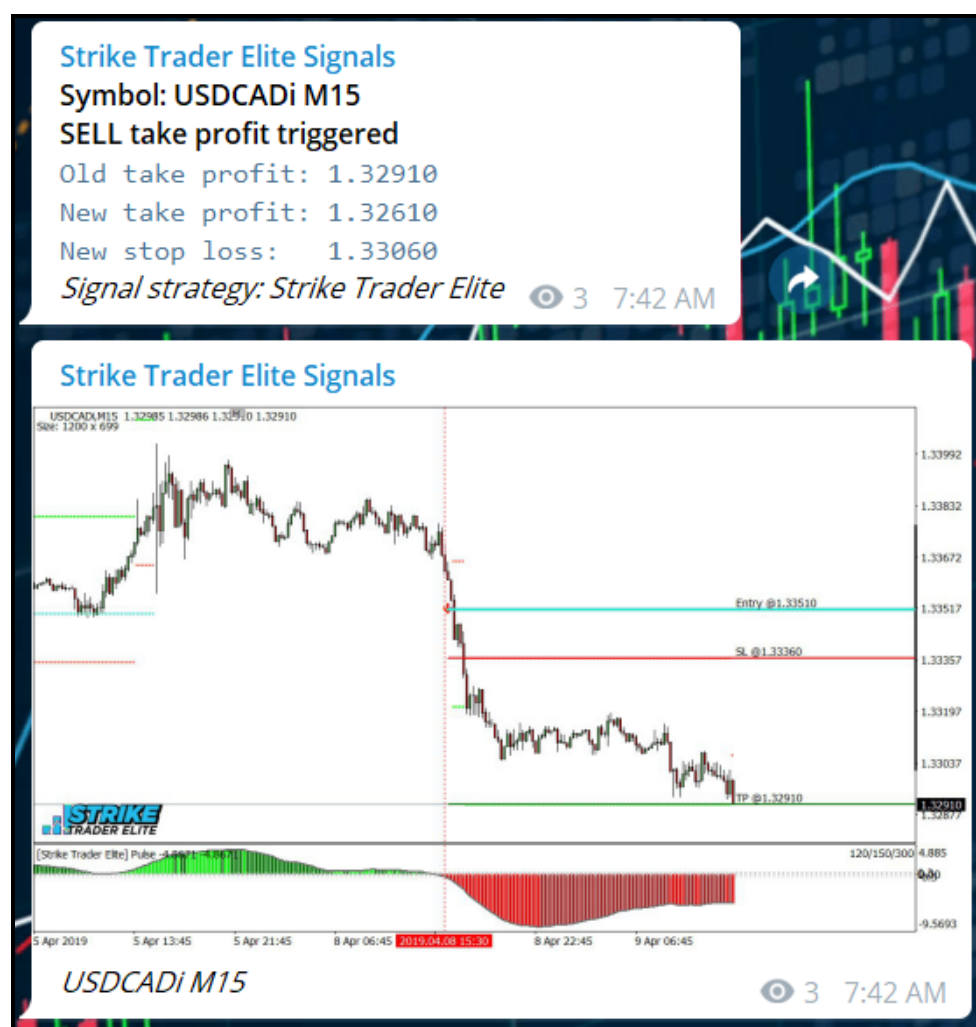 Strike Trader Elite Signals
Symbol: USDCADi M15
SELL take profit triggered
Old take profit: 1.32910
New take profit: 1.32610
New stop loss: 1.33060
Signal strategy: Strike Trader Elite
3 7:42 AM
Strike Trader Elite Signals
USDCADi,M15 1.32985 1.32986 1.32910 1.32910
Size: 1200 x 699
1.33992
1.33832
1.33672
Entry @1.33510
1.33517
SL @1.33360
1.33357
1.33197
1.33037
TP @1.32910
1.32910
1.32877
STRIKE
TRADER ELITE
[Strike Trader Elite] Pulse -4.8671 -4.8671
120/150/300
4.885
-9.5693
5 Apr 2019
5 Apr 13:45
5 Apr 21:45
8 Apr 06:45
2019.04.08 15:30
8 Apr 22:45
9 Apr 06:45
USDCADi M15
3 7:42 AM